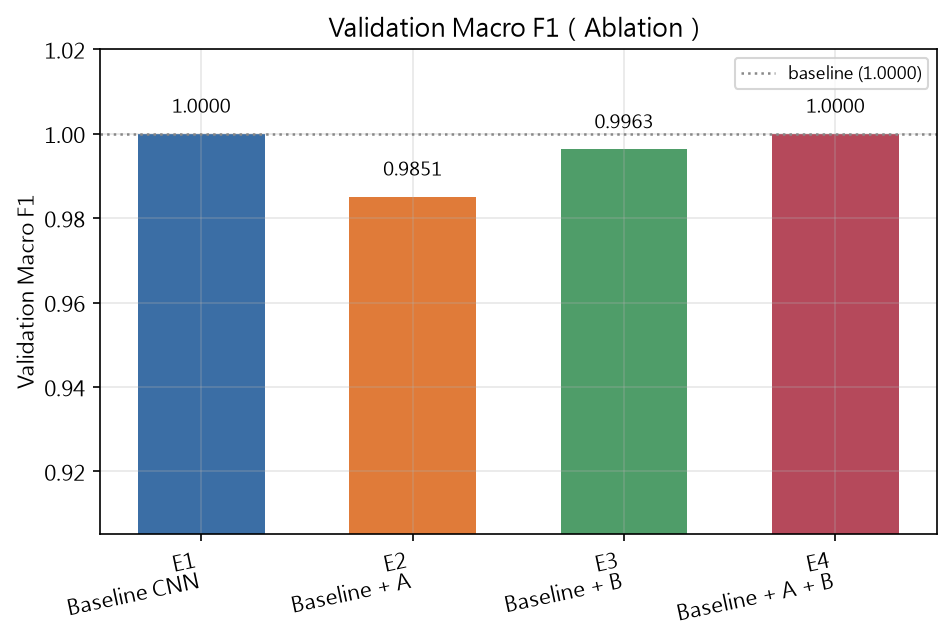 Validation Macro F1 ( Ablation )
baseline (1.0000)
Validation Macro F1
1.02
1.00
0.98
0.96
0.94
0.92
1.0000
0.9851
0.9963
1.0000
E1
Baseline CNN
E2
Baseline + A
E3
Baseline + B
E4
Baseline + A + B